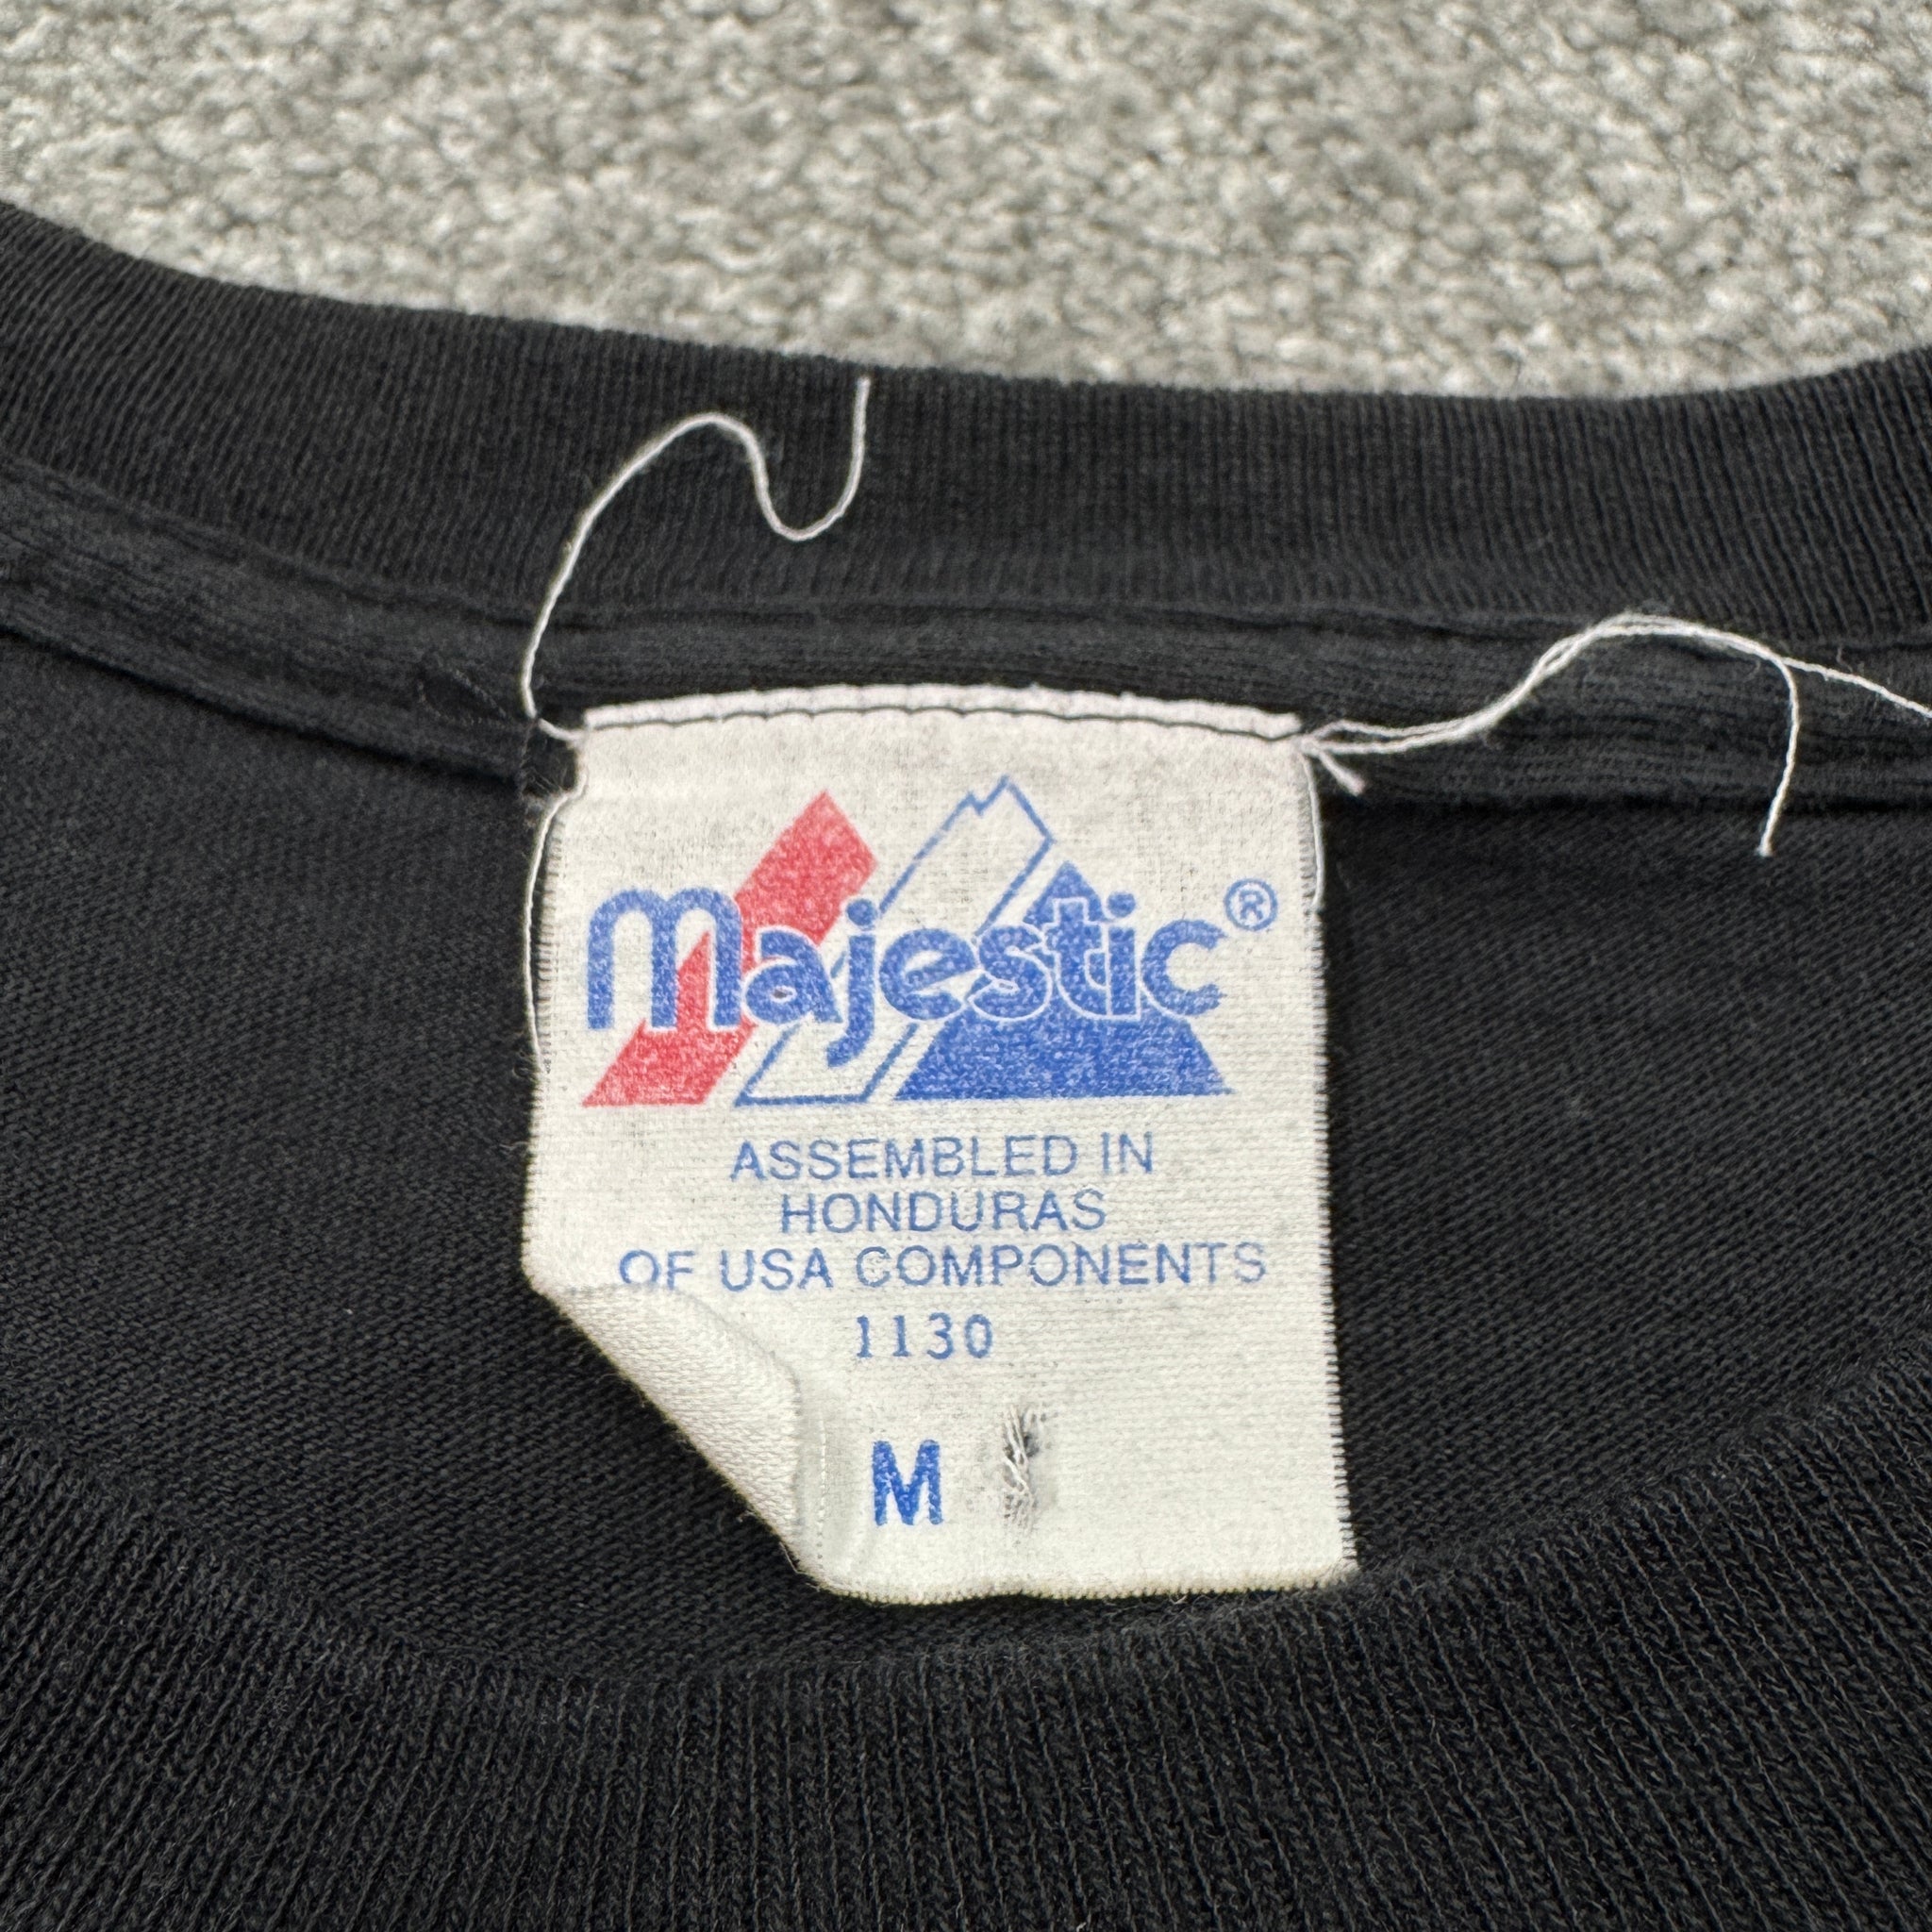 Majestic®
ASSEMBLED IN
HONDURAS
OF USA COMPONENTS
1130
M